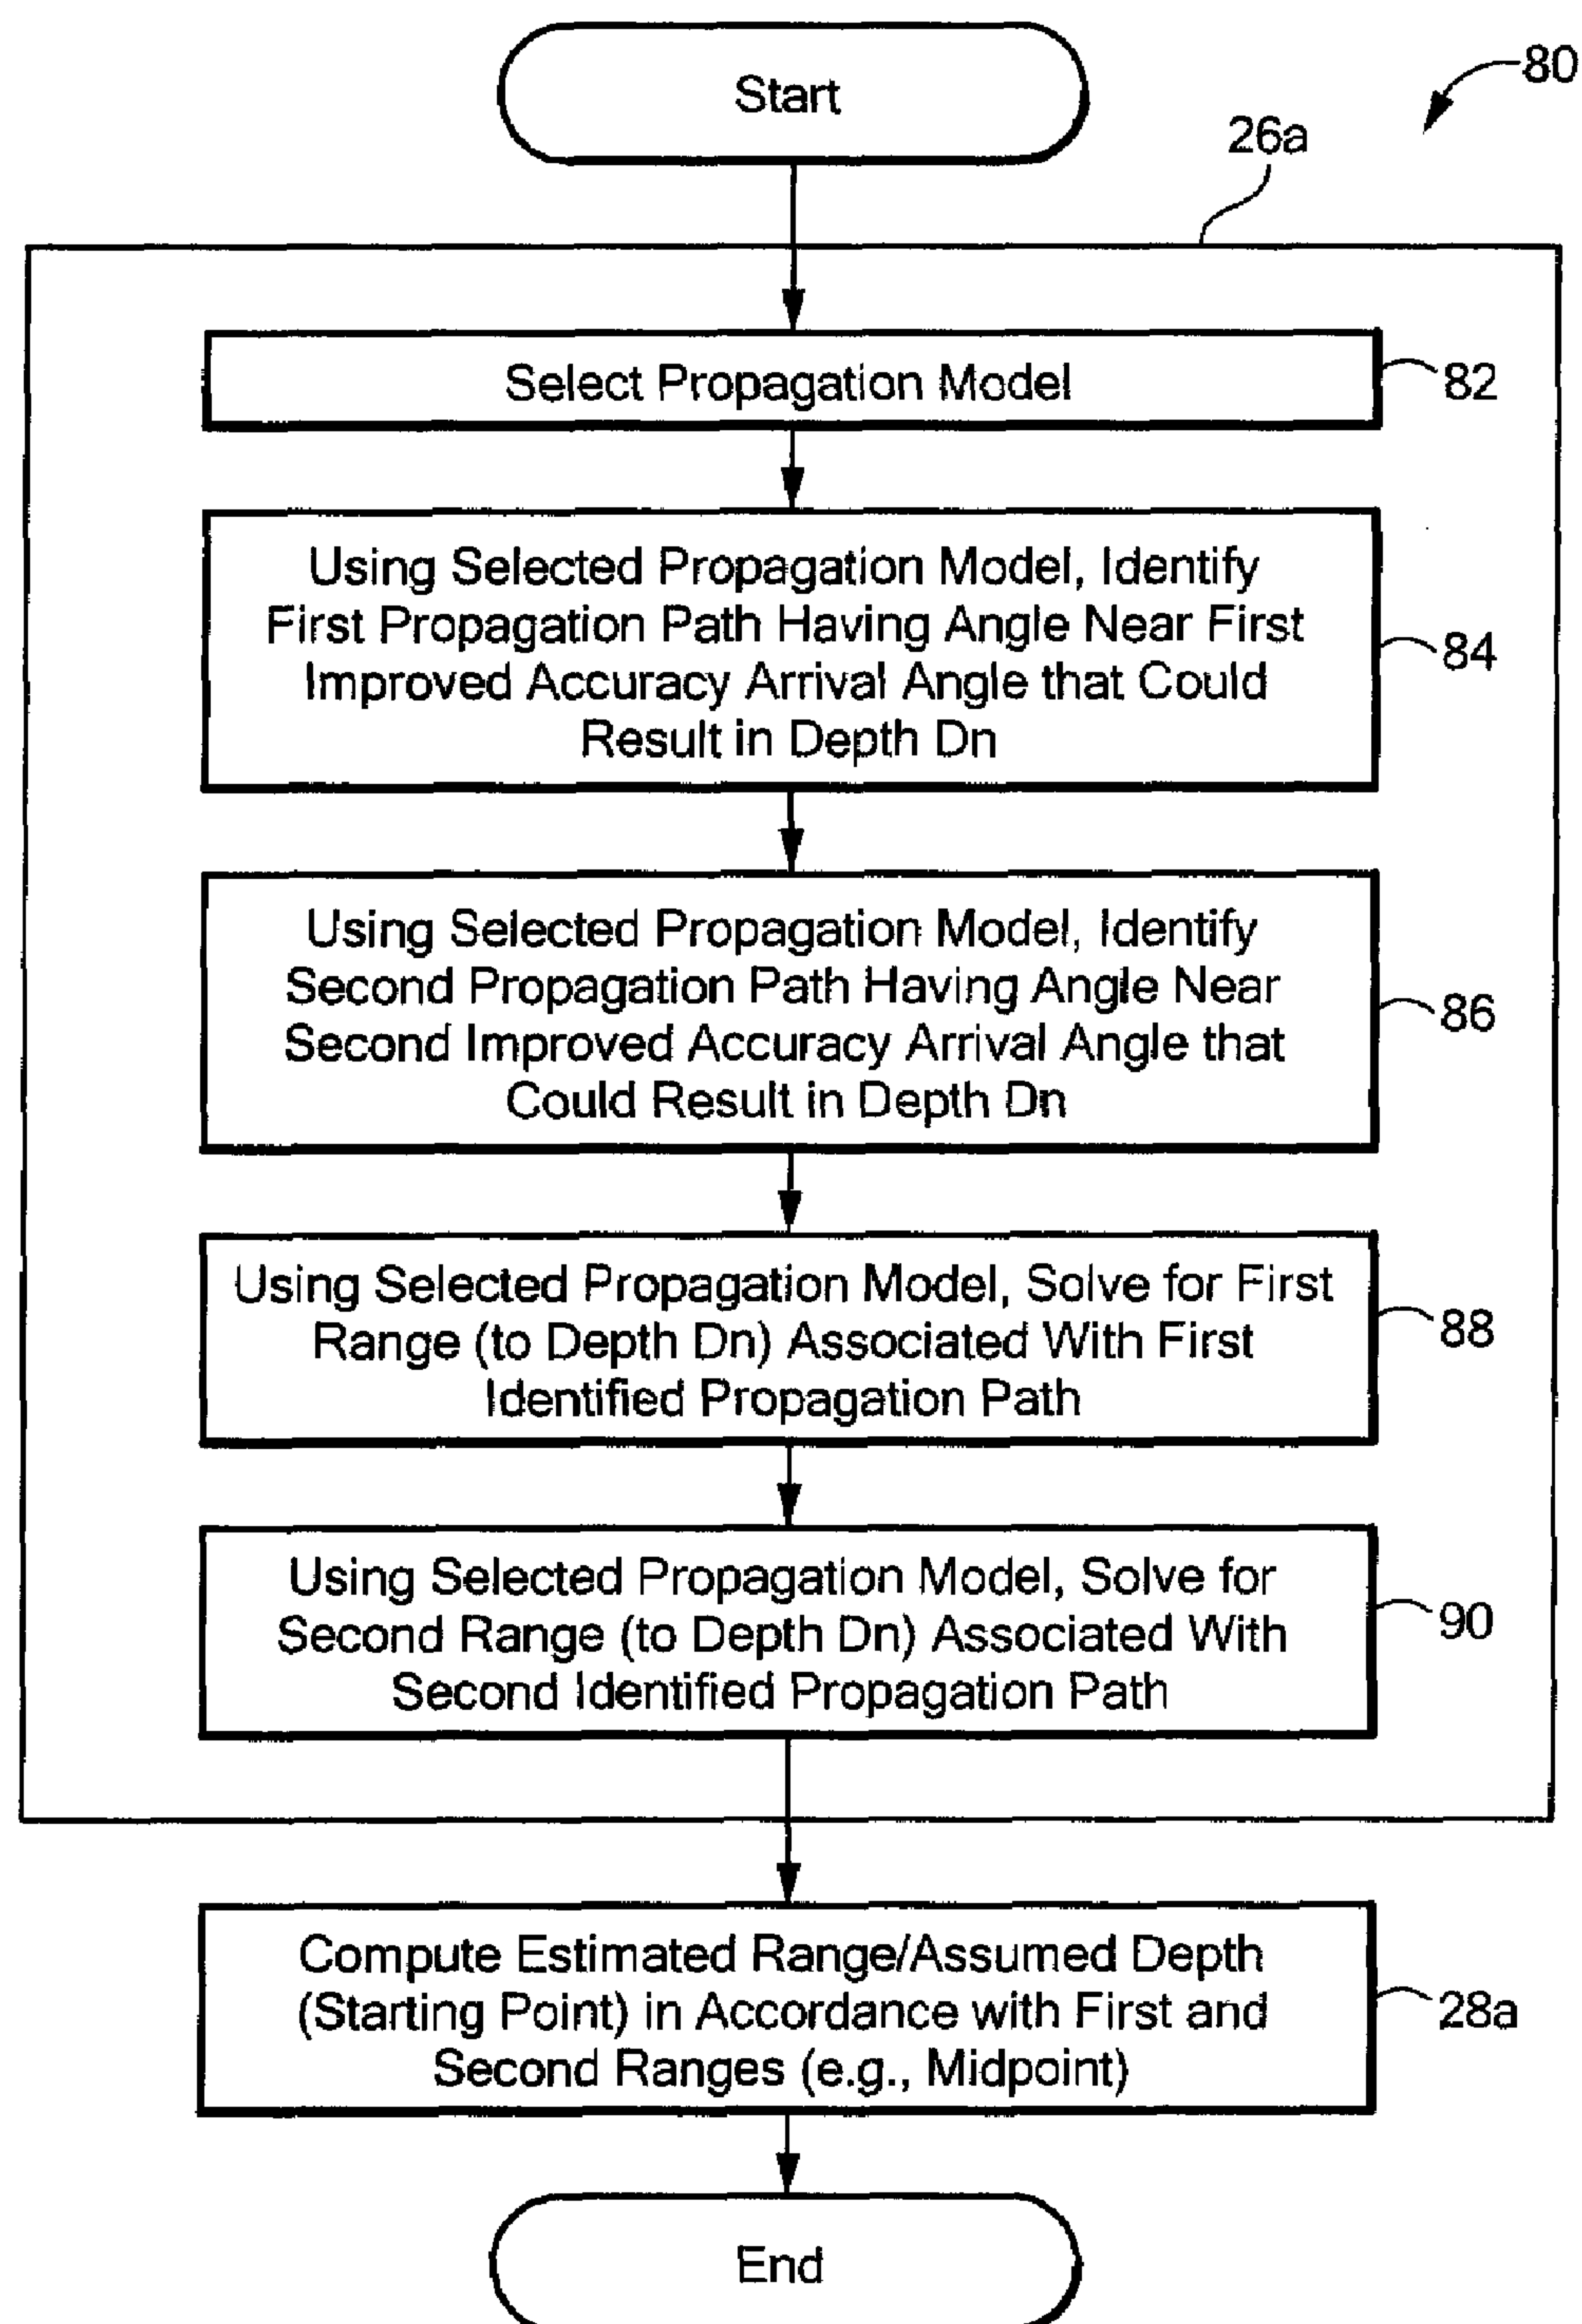 Start
80
26a
Select Propagation Model
82
Using Selected Propagation Model, Identify
First Propagation Path Having Angle Near First
Improved Accuracy Arrival Angle that Could
Result in Depth Dn
84
Using Selected Propagation Model, Identify
Second Propagation Path Having Angle Near
Second Improved Accuracy Arrival Angle that
Could Result in Depth Dn
86
Using Selected Propagation Model, Solve for First
Range (to Depth Dn) Associated With First
Identified Propagation Path
88
Using Selected Propagation Model, Solve for
Second Range (to Depth Dn) Associated With
Second Identified Propagation Path
90
Compute Estimated Range/Assumed Depth
(Starting Point) in Accordance with First and
Second Ranges (e.g., Midpoint)
28a
End